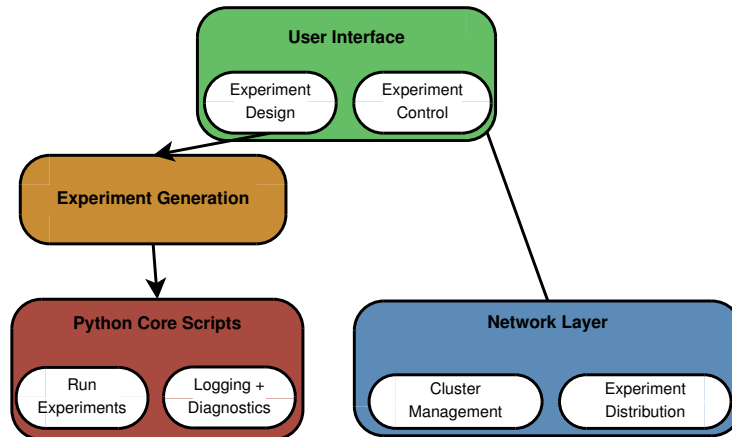 User Interface
Experiment
Design
Experiment
Control
Experiment Generation
Python Core Scripts
Run
Experiments
Logging +
Diagnostics
Network Layer
Cluster
Management
Experiment
Distribution